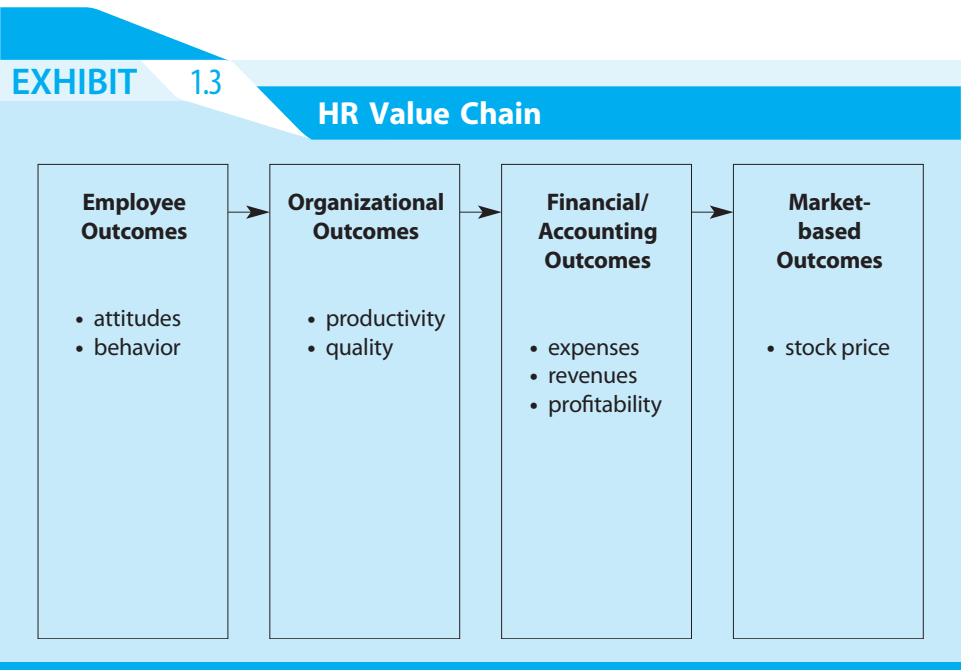 EXHIBIT 1.3
HR Value Chain
Employee
Outcomes
• attitudes
• behavior
Organizational
Outcomes
• productivity
• quality
Financial/
Accounting
Outcomes
• expenses
• revenues
• profitability
Market-
based
Outcomes
• stock price